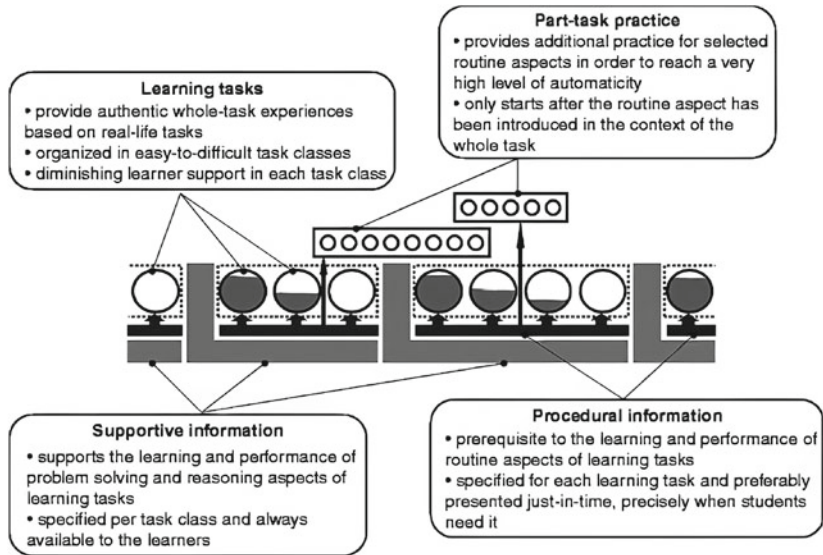 Part-task practice
• provides additional practice for selected
routine aspects in order to reach a very
high level of automaticity
• only starts after the routine aspect has
been introduced in the context of the
whole task
Learning tasks
• provide authentic whole-task experiences
based on real-life tasks
• organized in easy-to-difficult task classes
• diminishing learner support in each task class
Supportive information
• supports the learning and performance of
problem solving and reasoning aspects of
learning tasks
• specified per task class and always
available to the learners
Procedural information
• prerequisite to the learning and performance of
routine aspects of learning tasks
• specified for each learning task and preferably
presented just-in-time, precisely when students
need it